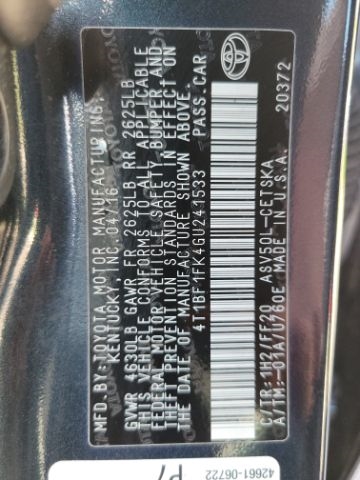 MFD. BY: TOYOTA MOTOR MANUFACTURING,
KENTUCKY, INC. 04/16
GVWR 4630LB GAWR FR 2625LB RR 2625LB
THIS VEHICLE CONFORMS TO ALL APPLICABLE
FEDERAL MOTOR VEHICLE SAFETY, BUMPER, AND
THEFT PREVENTION STANDARDS IN EFFECT ON
THE DATE OF MANUFACTURE SHOWN ABOVE.
4T1BF1FK4GU241533 PASS. CAR
C/TR: 1H2/FF20 ASV50L-CETSKA
A/TM: -01A/U760E MADE IN U.S.A. 20372
TOYOTA
42661-06722